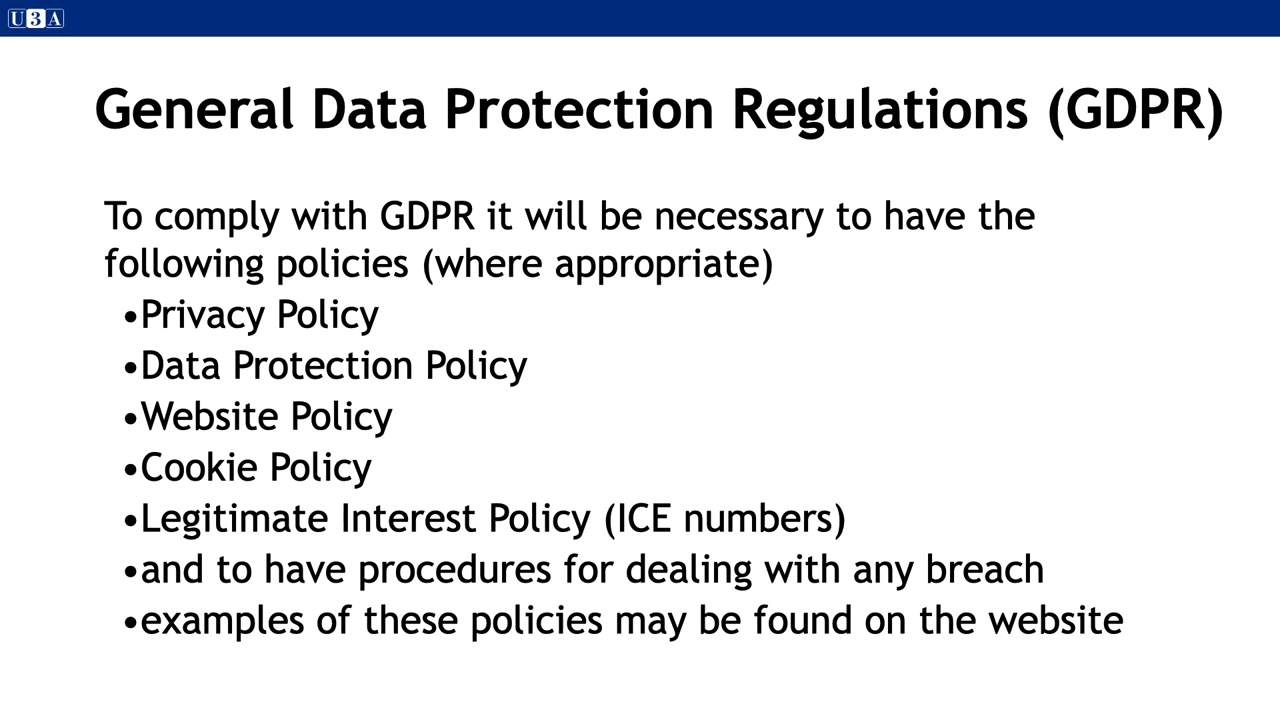 U3A
General Data Protection Regulations (GDPR)
To comply with GDPR it will be necessary to have the
following policies (where appropriate)
•Privacy Policy
•Data Protection Policy
•Website Policy
•Cookie Policy
•Legitimate Interest Policy (ICE numbers)
•and to have procedures for dealing with any breach
•examples of these policies may be found on the website